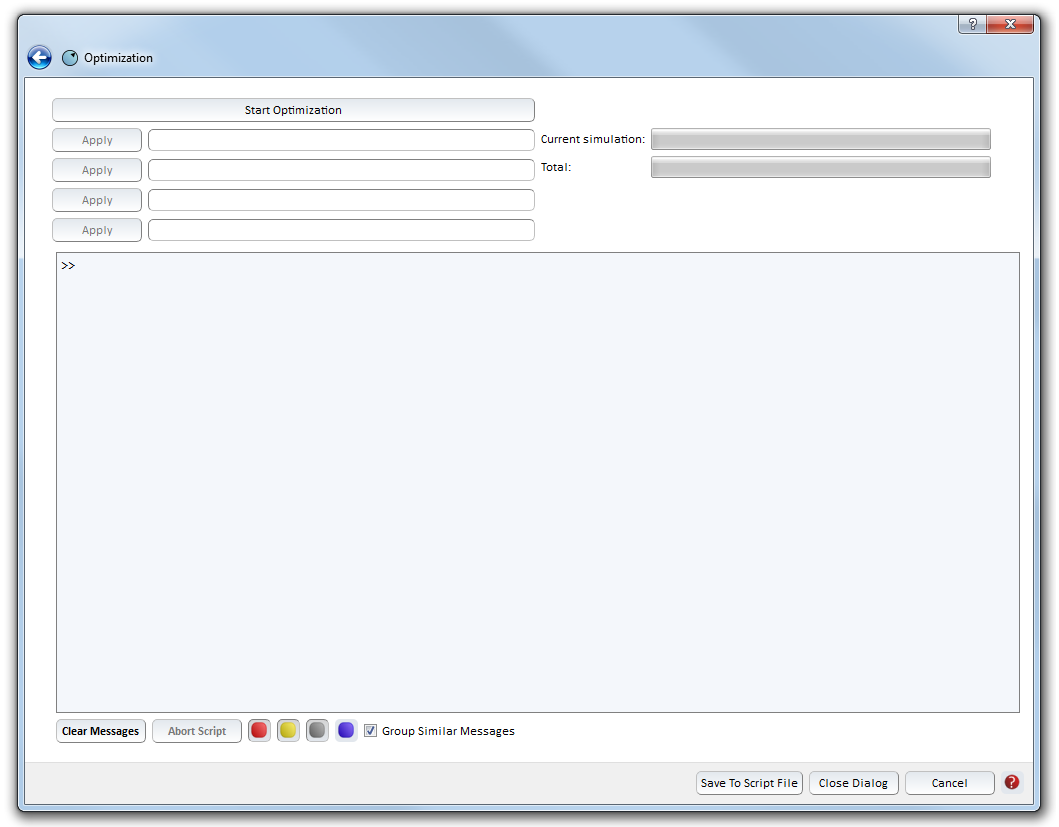 ?
Optimization
Start Optimization
Apply
Current simulation:
Apply
Total:
Apply
Apply
>>
Clear Messages Abort Script Group Similar Messages
Save To Script File Close Dialog Cancel ?